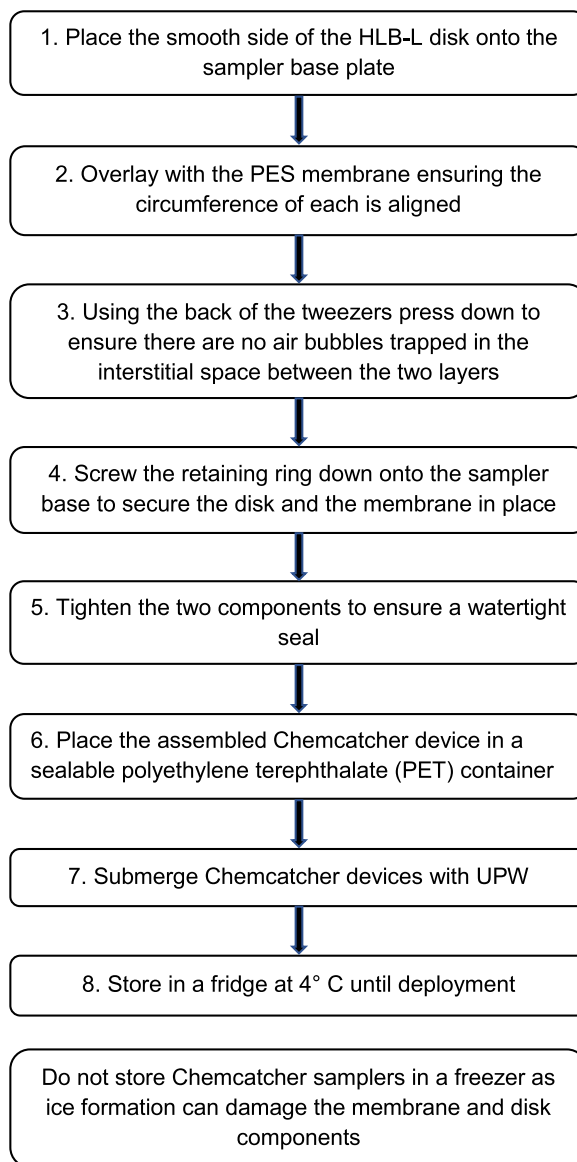 1. Place the smooth side of the HLB-L disk onto the
sampler base plate
2. Overlay with the PES membrane ensuring the
circumference of each is aligned
3. Using the back of the tweezers press down to
ensure there are no air bubbles trapped in the
interstitial space between the two layers
4. Screw the retaining ring down onto the sampler
base to secure the disk and the membrane in place
5. Tighten the two components to ensure a watertight
seal
6. Place the assembled Chemcatcher device in a
sealable polyethylene terephthalate (PET) container
7. Submerge Chemcatcher devices with UPW
8. Store in a fridge at 4° C until deployment
Do not store Chemcatcher samplers in a freezer as
ice formation can damage the membrane and disk
components